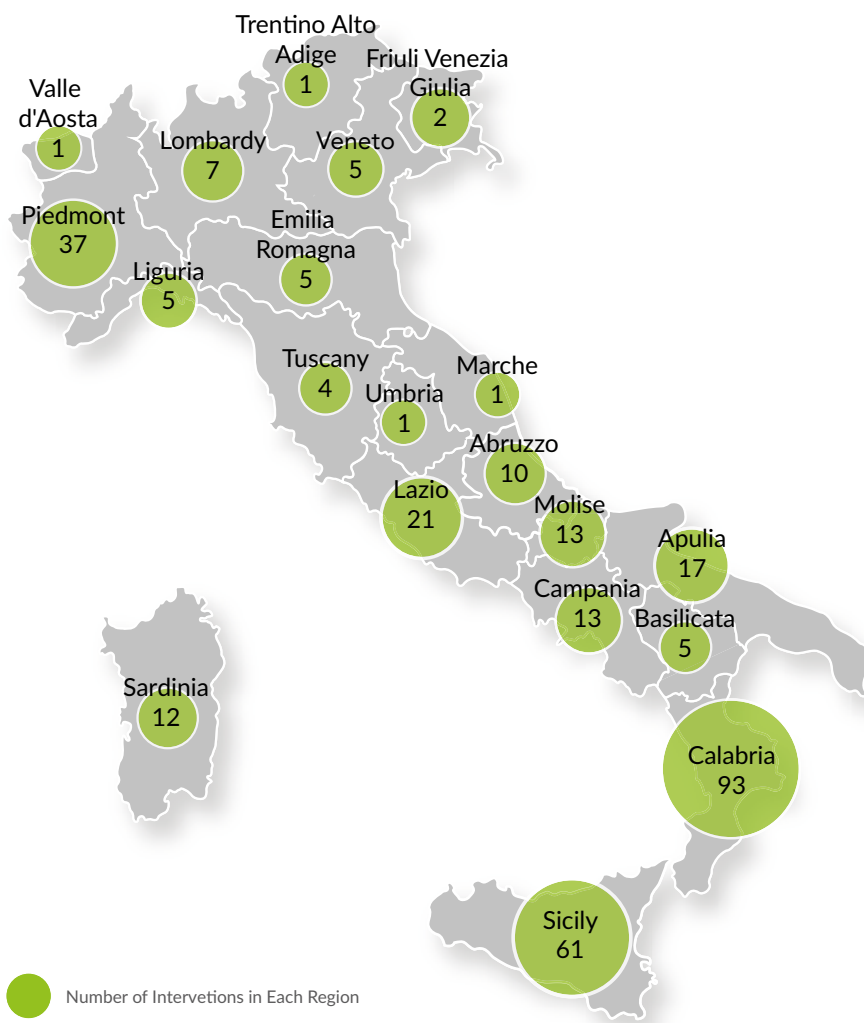 Trentino Alto
Adige
1
Friuli Venezia
Giulia
2
Valle
d'Aosta
1
Lombardy
7
Veneto
5
Piedmont
37
Emilia
Romagna
5
Liguria
5
Tuscany
4
Umbria
1
Marche
1
Abruzzo
10
Lazio
21
Molise
13
Apulia
17
Campania
13
Basilicata
5
Sardinia
12
Calabria
93
Sicily
61
Number of Intervetions in Each Region